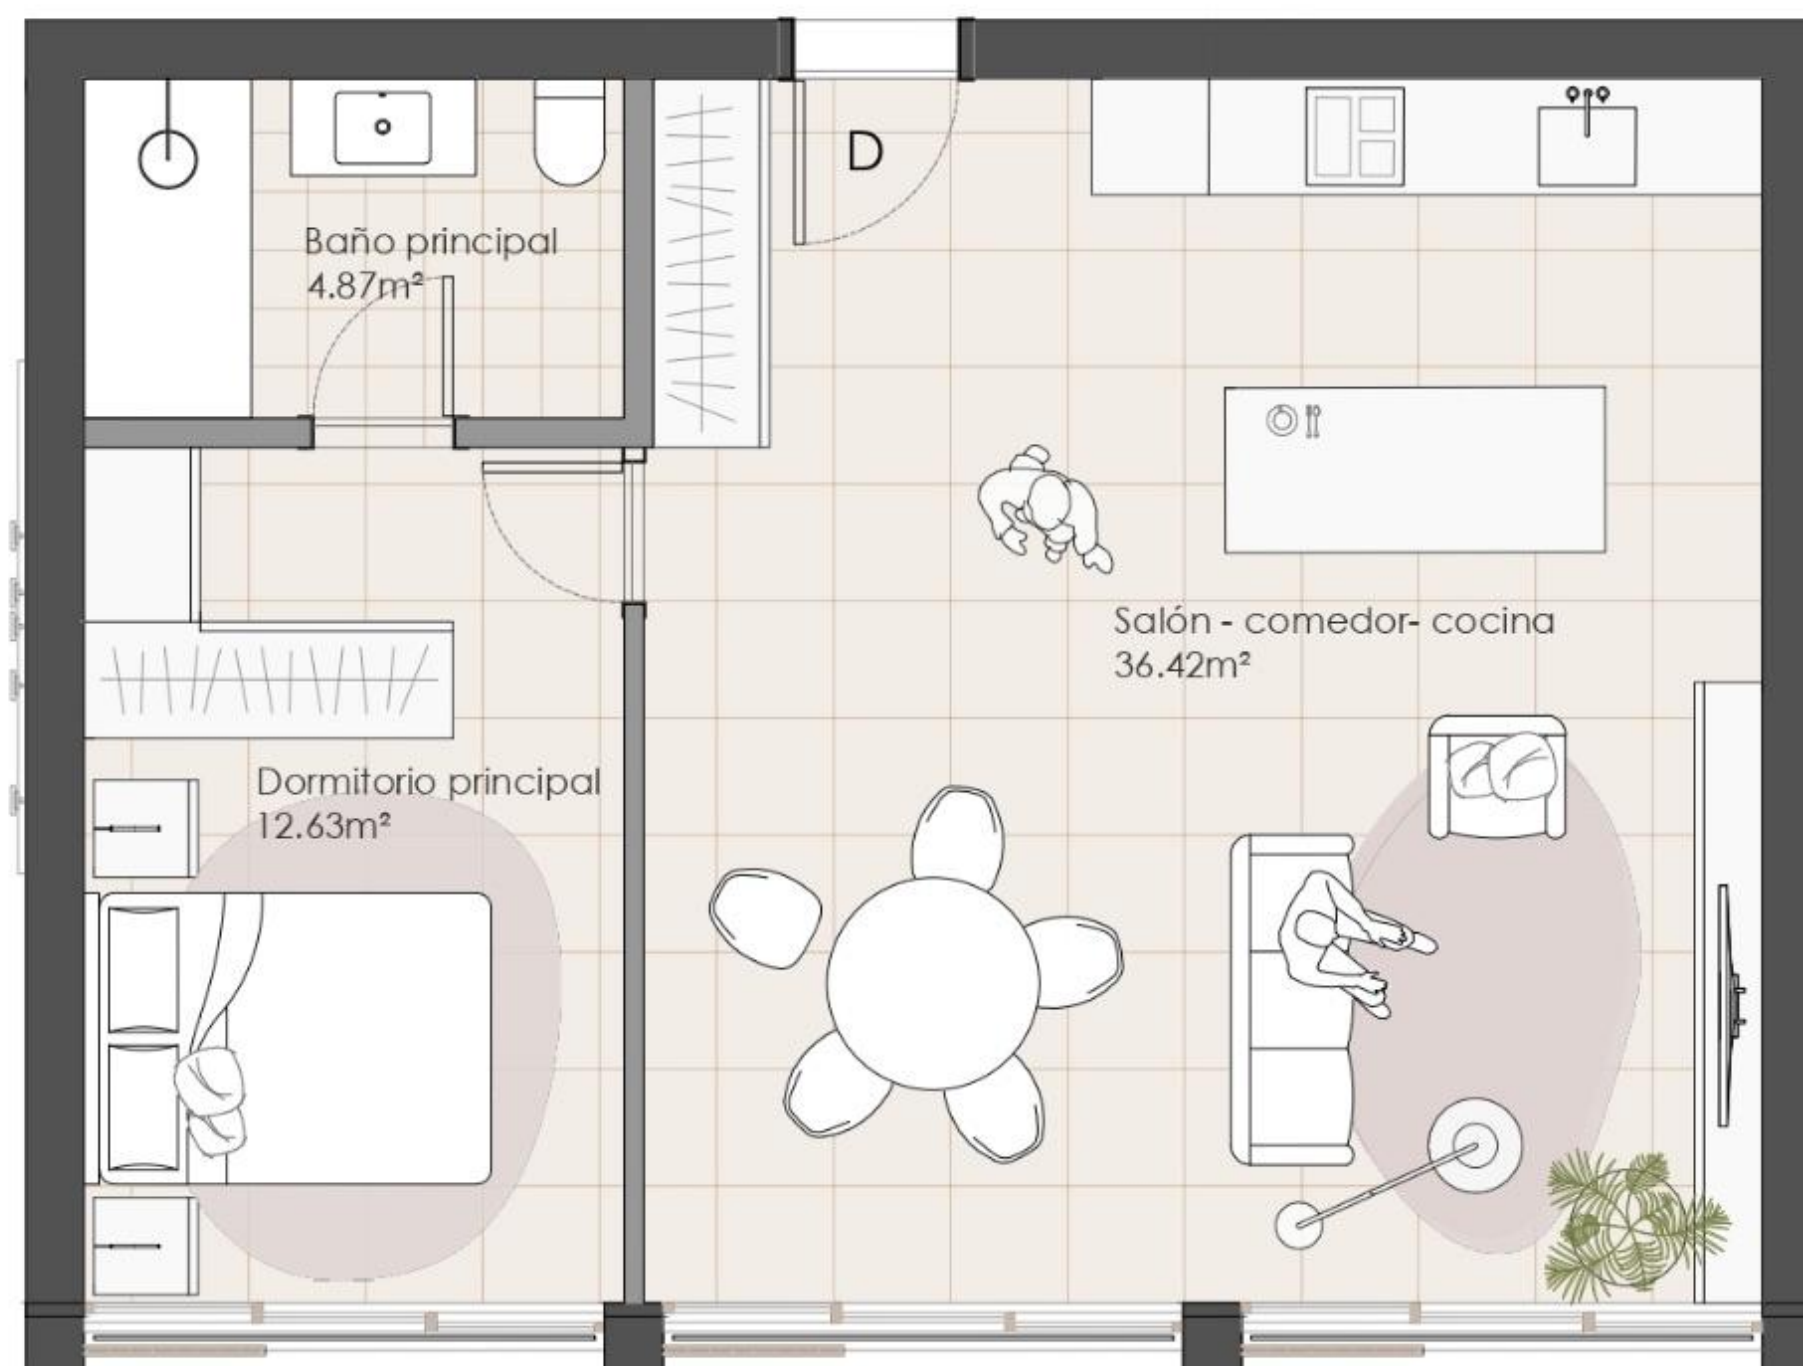 D
Baño principal
4.87m²
Salón - comedor- cocina
36.42m²
Dormitorio principal
12.63m²